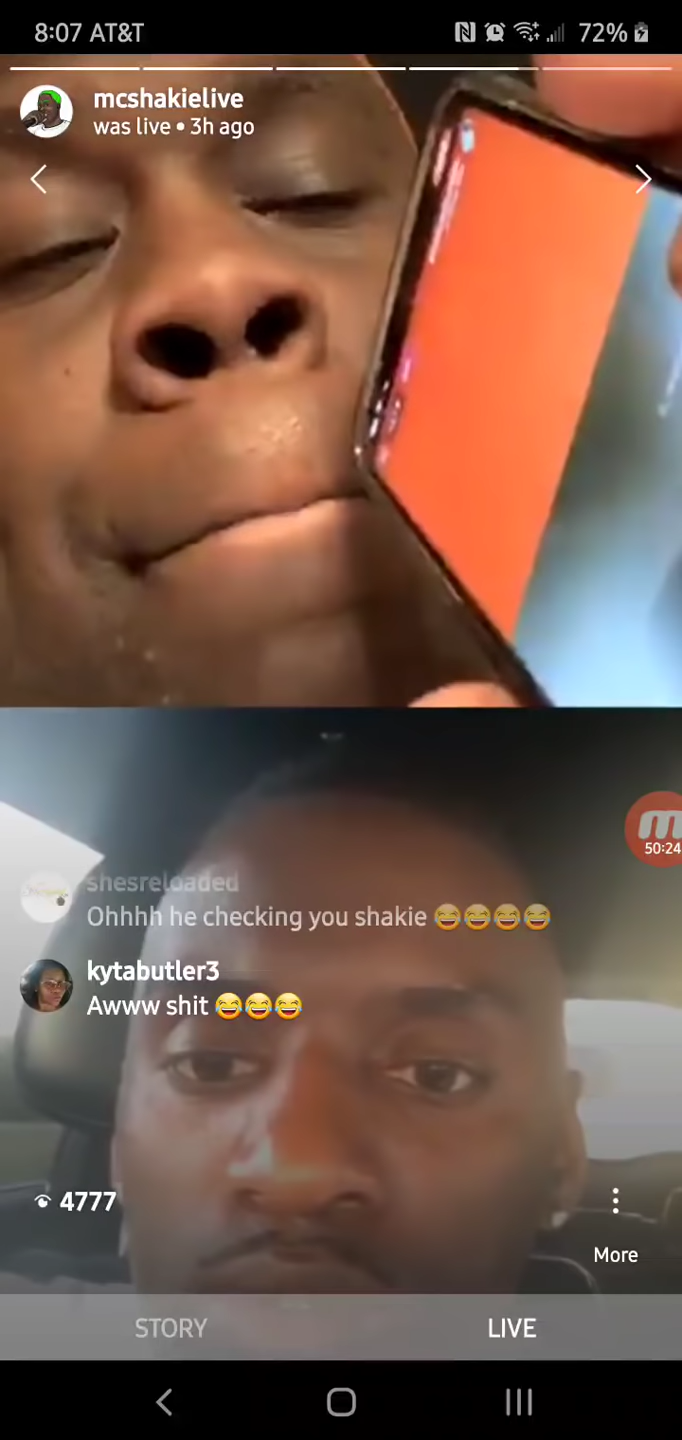 8:07 AT&T
72%
mcshakielive
was live • 3h ago
shesreloaded
Ohhhh he checking you shakie 😂😂😂😂
kytabutler3
Awww shit 😂😂😂
50:24
4777
More
STORY
LIVE